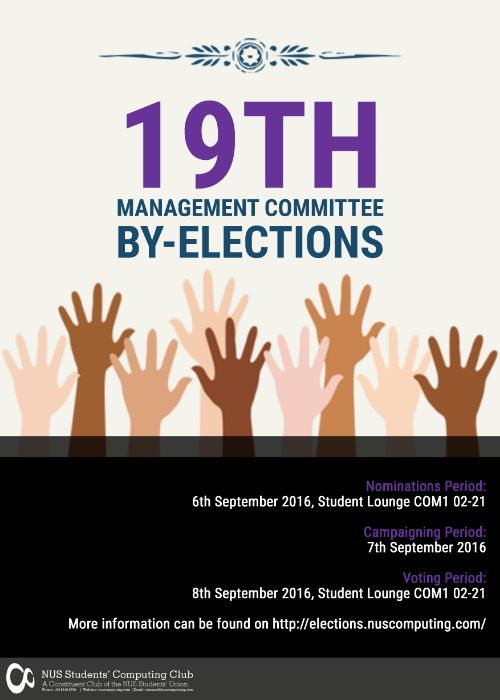 19TH
MANAGEMENT COMMITTEE
BY-ELECTIONS
Nominations Period:
6th September 2016, Student Lounge COM1 02-21
Campaigning Period:
7th September 2016
Voting Period:
8th September 2016, Student Lounge COM1 02-21
More information can be found on http://elections.nuscomputing.com/
NUS Students' Computing Club
A Constituent Club of the NUS Students' Union